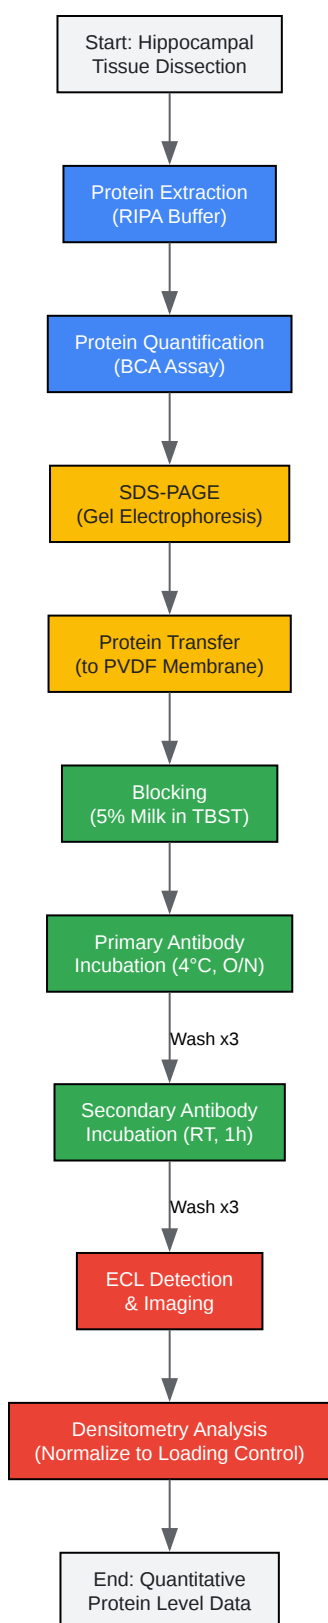 Start: Hippocampal
Tissue Dissection
Protein Extraction
(RIPA Buffer)
Protein Quantification
(BCA Assay)
SDS-PAGE
(Gel Electrophoresis)
Protein Transfer
(to PVDF Membrane)
Blocking
(5% Milk in TBST)
Primary Antibody
Incubation (4°C, O/N)
Wash x3
Secondary Antibody
Incubation (RT, 1h)
Wash x3
ECL Detection
& Imaging
Densitometry Analysis
(Normalize to Loading Control)
End: Quantitative
Protein Level Data